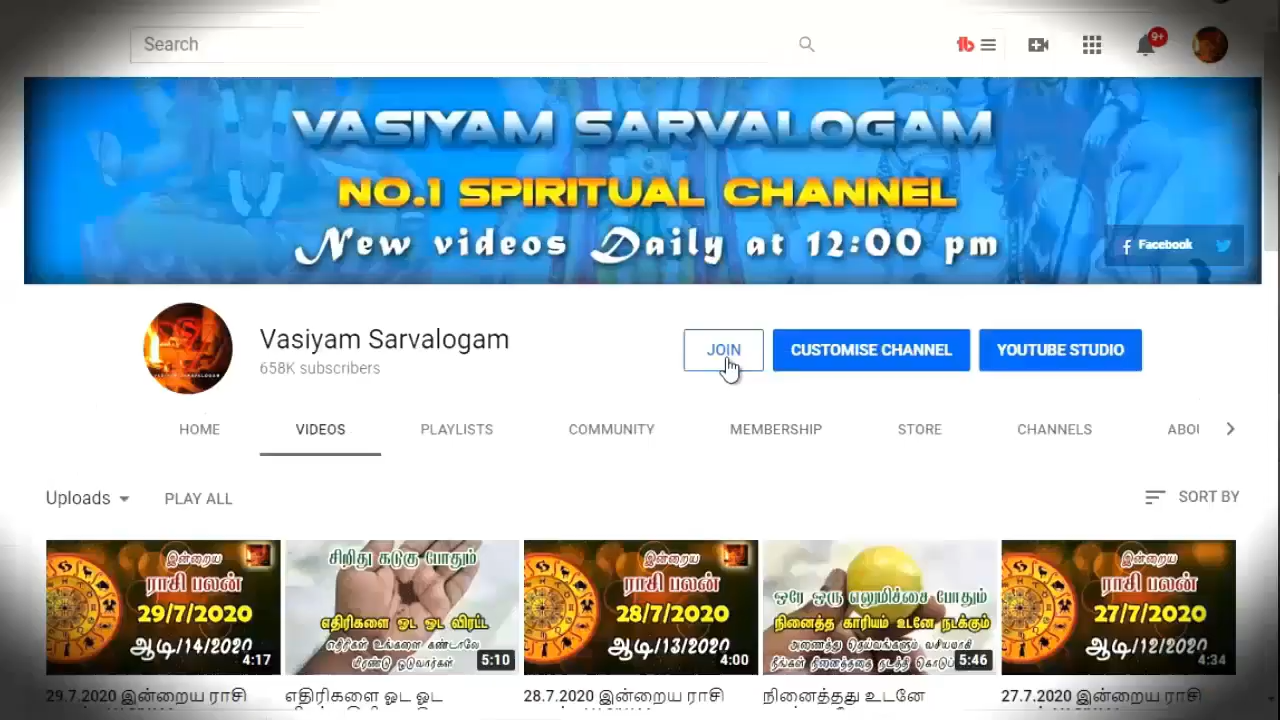 Search
9+
VASIYAM SARVALOGAM
NO.1 SPIRITUAL CHANNEL
New videos Daily at 12:00 pm
Facebook
Vasiyam Sarvalogam
658K subscribers
JOIN
CUSTOMISE CHANNEL
YOUTUBE STUDIO
HOME
VIDEOS
PLAYLISTS
COMMUNITY
MEMBERSHIP
STORE
CHANNELS
ABOU
Uploads
PLAY ALL
SORT BY
இன்றைய
ராசி பலன்
29/7/2020
ஆடி/14/2020
4:17
சிறிது கடுகு போதும்
எதிரிகளை ஓட ஓட விரட்ட
எதிரிகள் உங்களை கண்டாலே
மிரண்டு ஓடுவார்கள்
5:10
இன்றைய
ராசி பலன்
28/7/2020
ஆடி/13/2020
4:00
ஒரே ஒரு எலுமிச்சை போதும்
நினைத்த காரியம் உடனே நடக்கும்
அனைத்து தெய்வங்களும் வசியமாகி
நீங்கள் நினைத்ததை நடத்தி
5:46
இன்றைய
ராசி பலன்
27/7/2020
ஆடி/12/2020
4:34
29.7.2020 இன்றைய ராசி
எதிரிகளை ஓட ஓட
28.7.2020 இன்றைய ராசி
நினைத்தது உடனே
27.7.2020 இன்றைய ராசி